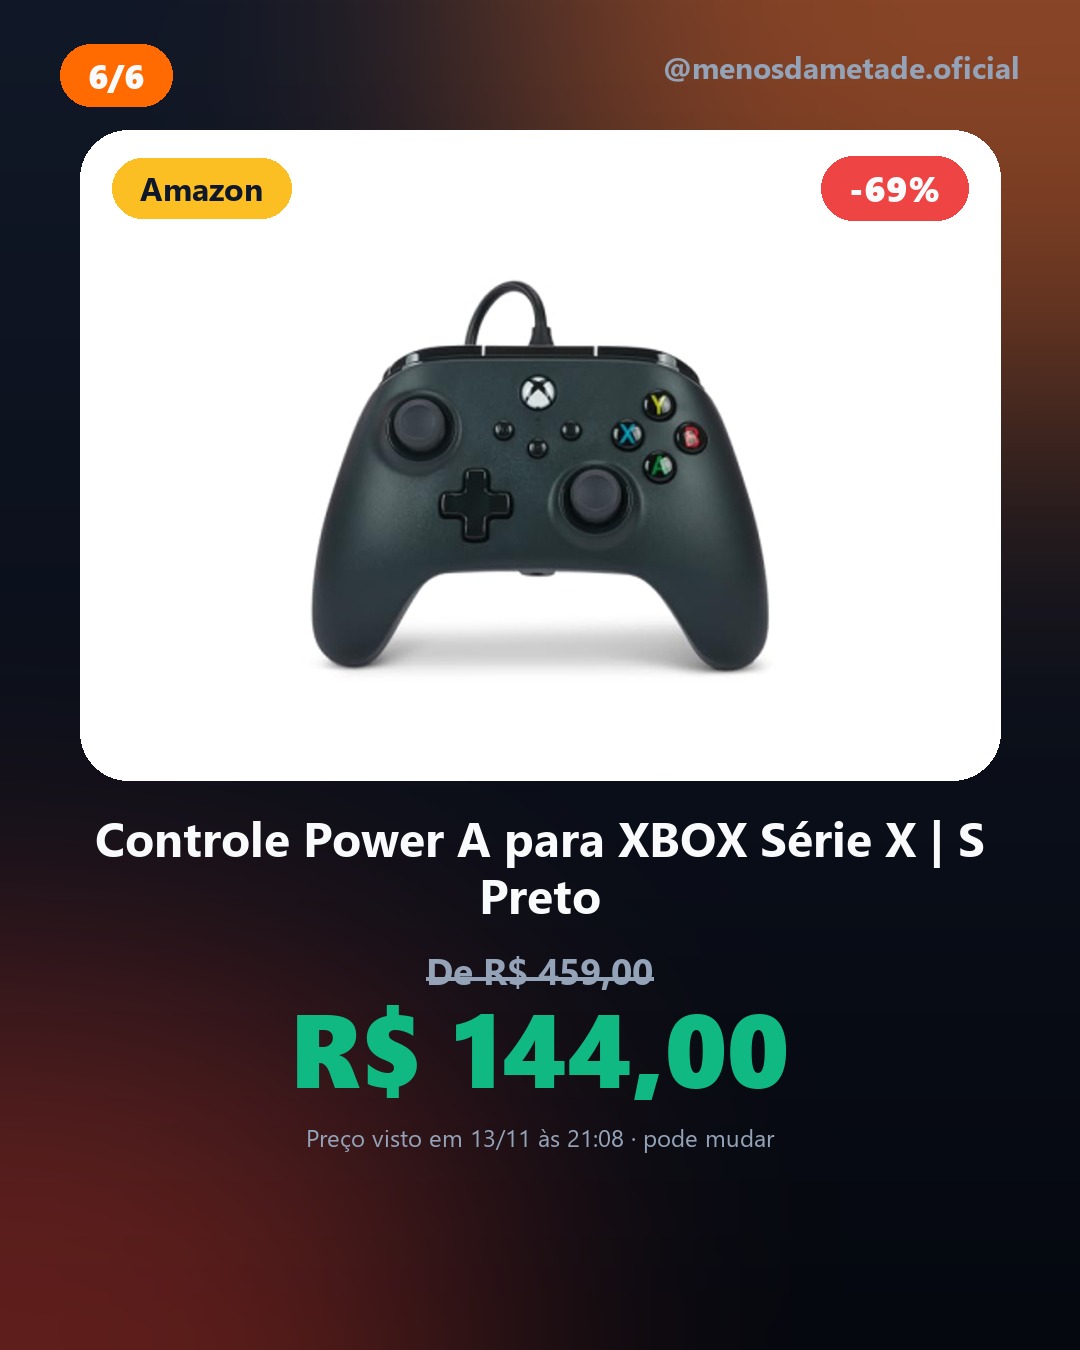 6/6
@menosdametade.oficial
Amazon
-69%
Y
X
B
A
Controle Power A para XBOX Série X | S
Preto
De R$ 459,00
R$ 144,00
Preço visto em 13/11 às 21:08 · pode mudar